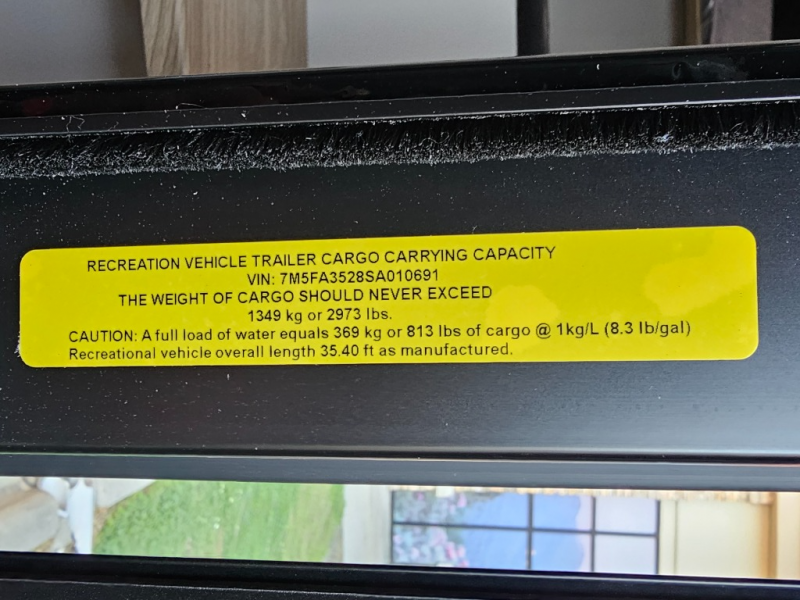 RECREATION VEHICLE TRAILER CARGO CARRYING CAPACITY
VIN: 7M5FA3528SA010691
THE WEIGHT OF CARGO SHOULD NEVER EXCEED
1349 kg or 2973 lbs.
CAUTION: A full load of water equals 369 kg or 813 lbs of cargo @ 1kg/L (8.3 lb/gal)
Recreational vehicle overall length 35.40 ft as manufactured.